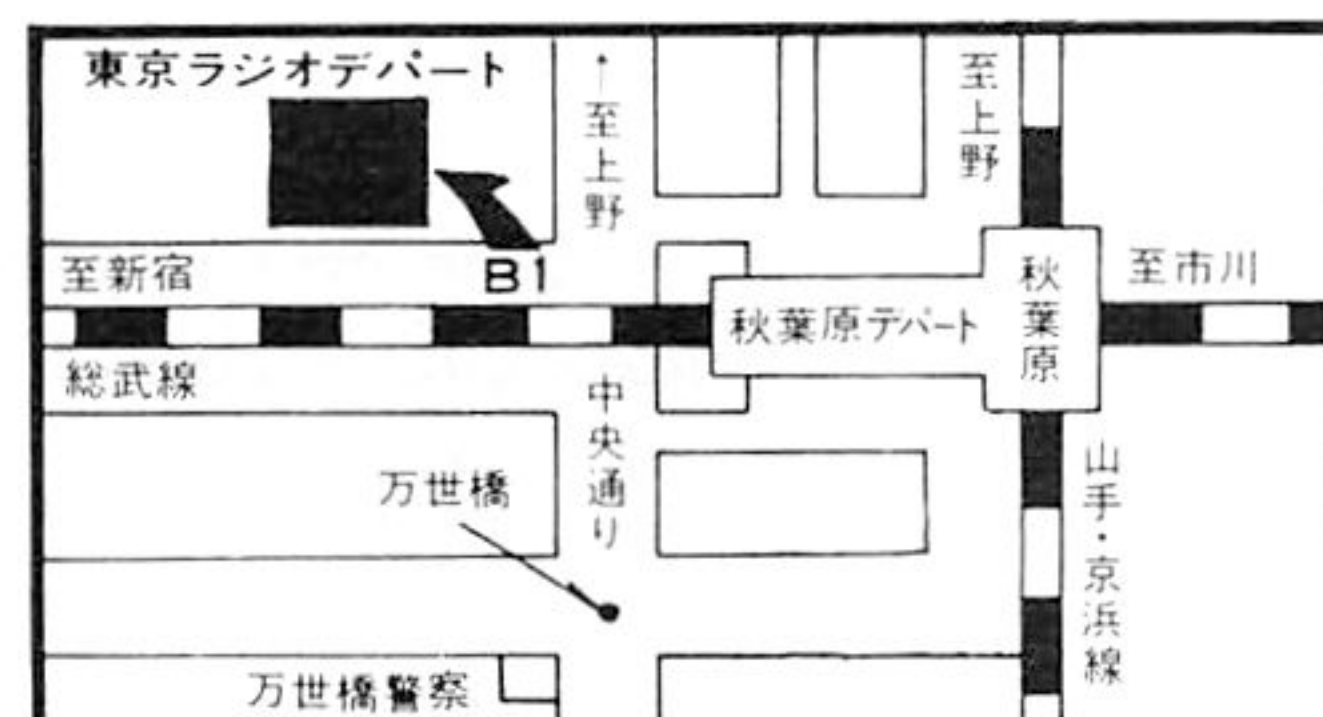 東京ラジオデパート
↑至上野
至上野
至新宿
B1
秋葉原デパート
秋葉原
至市川
総武線
中央通り
万世橋
山手・京浜線
万世橋警察